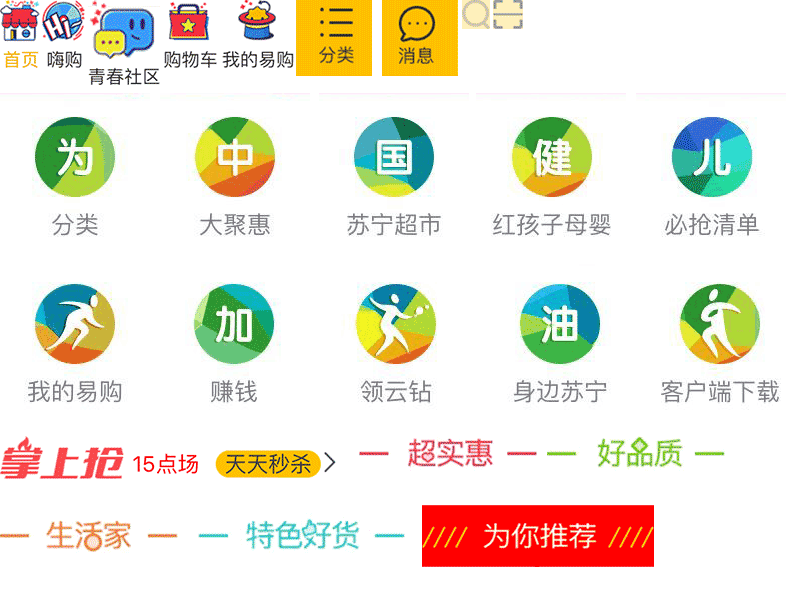 Hi
首页 嗨购 青春社区 购物车 我的易购 分类 消息
为 中 国 健 儿
分类 大聚惠 苏宁超市 红孩子母婴 必抢清单
加 油
我的易购 赚钱 领云钻 身边苏宁 客户端下载
掌上抢 15点场 天天秒杀 超实惠 好品质
生活家 特色好货 为你推荐